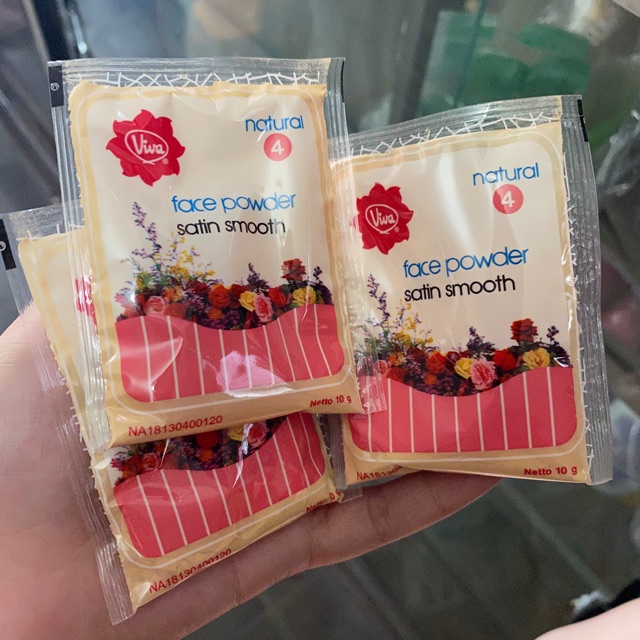 Viva
®
natural
4
face powder
satin smooth
NA18130400120
Netto 10 g
Viva
®
natural
4
face powder
satin smooth
NA18130400120
Netto 10 g
NA18130400120